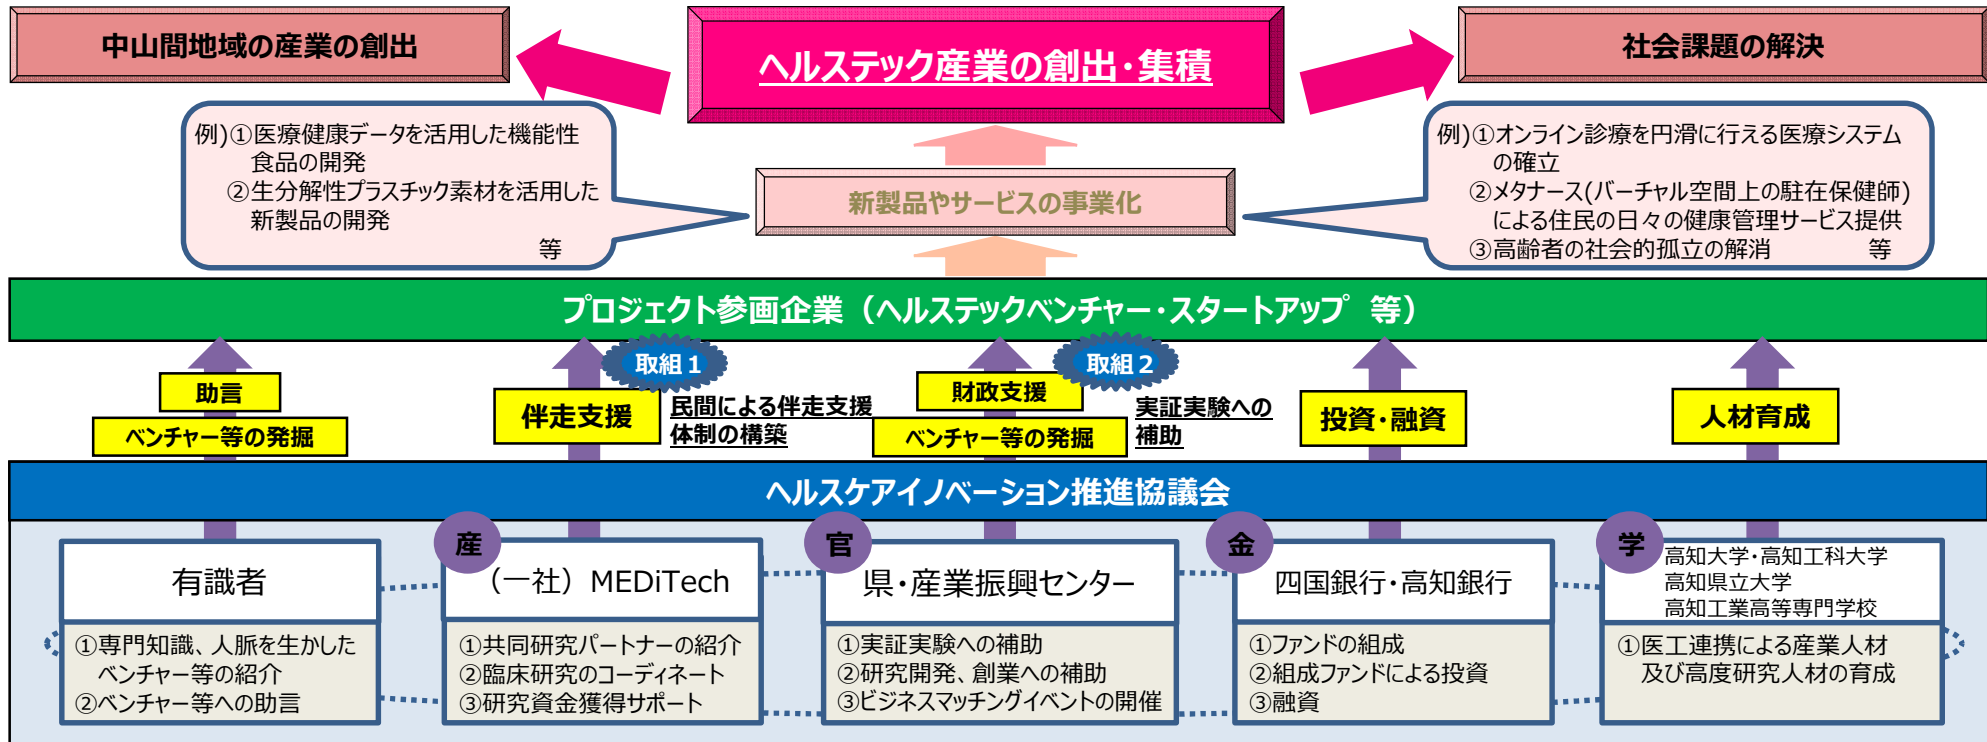 中山間地域の産業の創出
ヘルステック産業の創出・集積
社会課題の解決
例)①医療健康データを活用した機能性
食品の開発
②生分解性プラスチック素材を活用した
新製品の開発
等
新製品やサービスの事業化
例)①オンライン診療を円滑に行える医療システム
の確立
②メタナース(バーチャル空間上の駐在保健師)
による住民の日々の健康管理サービス提供
③高齢者の社会的孤立の解消 等
プロジェクト参画企業（ヘルステックベンチャー・スタートアップ 等）
助言
ベンチャー等の発掘
取組１
伴走支援
民間による伴走支援
体制の構築
取組２
財政支援
ベンチャー等の発掘
実証実験への
補助
投資・融資
人材育成
ヘルスケアイノベーション推進協議会
有識者
①専門知識、人脈を生かした
ベンチャー等の紹介
②ベンチャー等への助言
産
（一社）MEDiTech
①共同研究パートナーの紹介
②臨床研究のコーディネート
③研究資金獲得サポート
官
県・産業振興センター
①実証実験への補助
②研究開発、創業への補助
③ビジネスマッチングイベントの開催
金
四国銀行・高知銀行
①ファンドの組成
②組成ファンドによる投資
③融資
学
高知大学・高知工科大学
高知県立大学
高知工業高等専門学校
①医工連携による産業人材
及び高度研究人材の育成